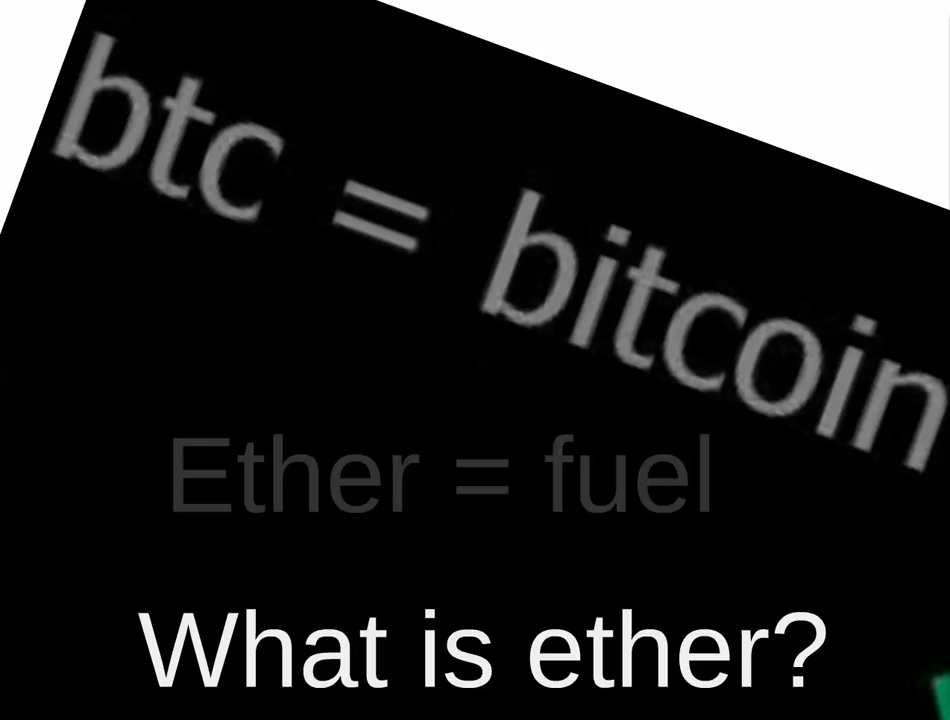 btc = bitcoin
Ether = fuel
What is ether?